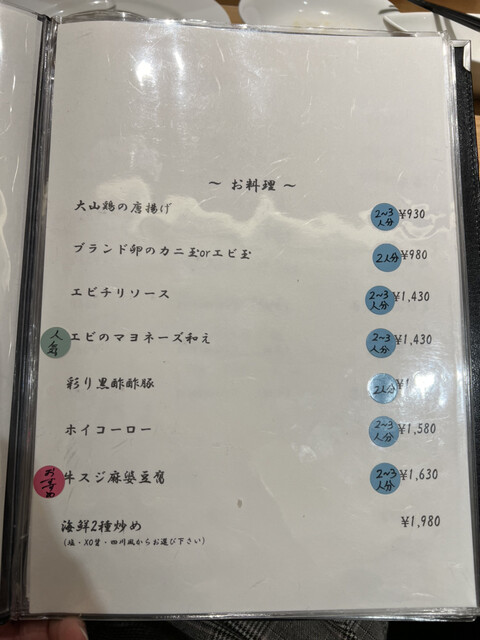 ～ お料理 ～
大山鶏の唐揚げ 2~3人分 ¥930
ブランド卵のカニ玉orエビ玉 2人分 ¥980
エビチリソース 2~3人分 ¥1,430
人気 エビのマヨネーズ和え 2~3人分 ¥1,430
彩り黒酢酢豚 2人分
ホイコーロー 2~3人分 ¥1,580
おすすめ 牛スジ麻婆豆腐 2~3人分 ¥1,630
海鮮2種炒め ¥1,980
(塩・XO醤・四川風からお選び下さい)